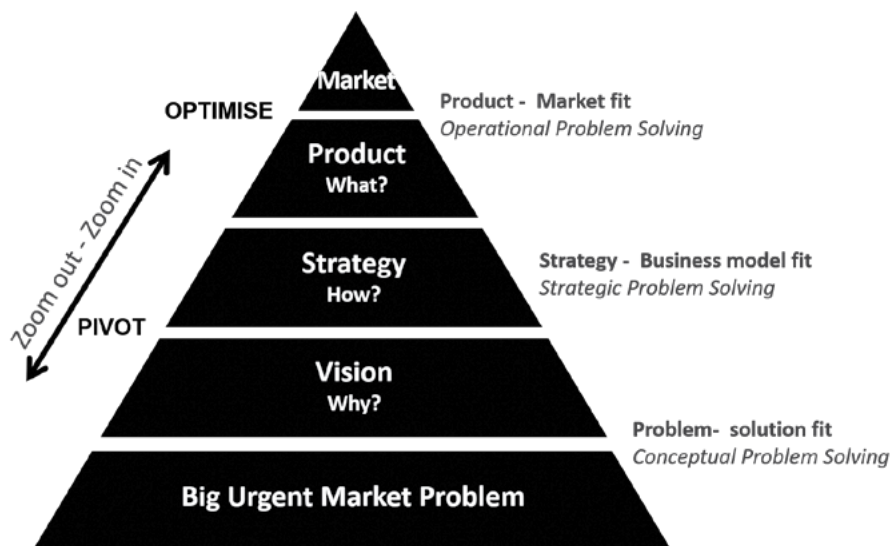 Market
Product - Market fit
Operational Problem Solving
OPTIMISE
Product
What?
Zoom out - Zoom in
Strategy
How?
Strategy - Business model fit
Strategic Problem Solving
PIVOT
Vision
Why?
Problem- solution fit
Conceptual Problem Solving
Big Urgent Market Problem